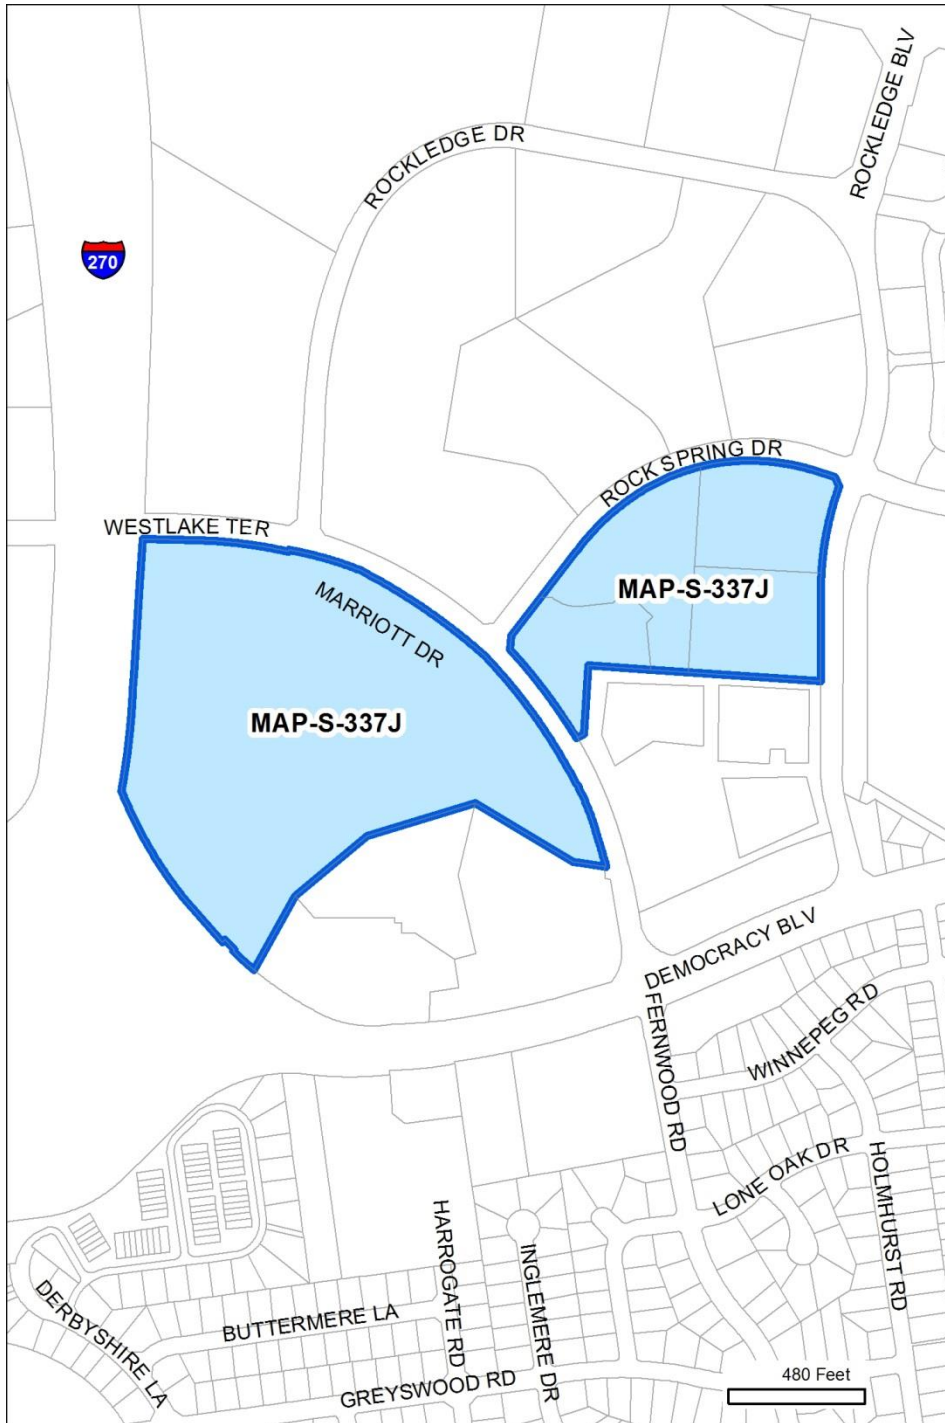 ROCKLEDGE BLV
ROCKLEDGE DR
270
ROCK SPRING DR
WESTLAKE TER
MARRIOTT DR
MAP-S-337J
MAP-S-337J
DEMOCRACY BLV
FERNWOOD RD
WINNEPEG RD
LONE OAK DR
HOLMHURST RD
HARROGATE RD
INGLEMERE DR
DERBYSHIRE LA
BUTTERMERE LA
GREYSWOOD RD
480 Feet